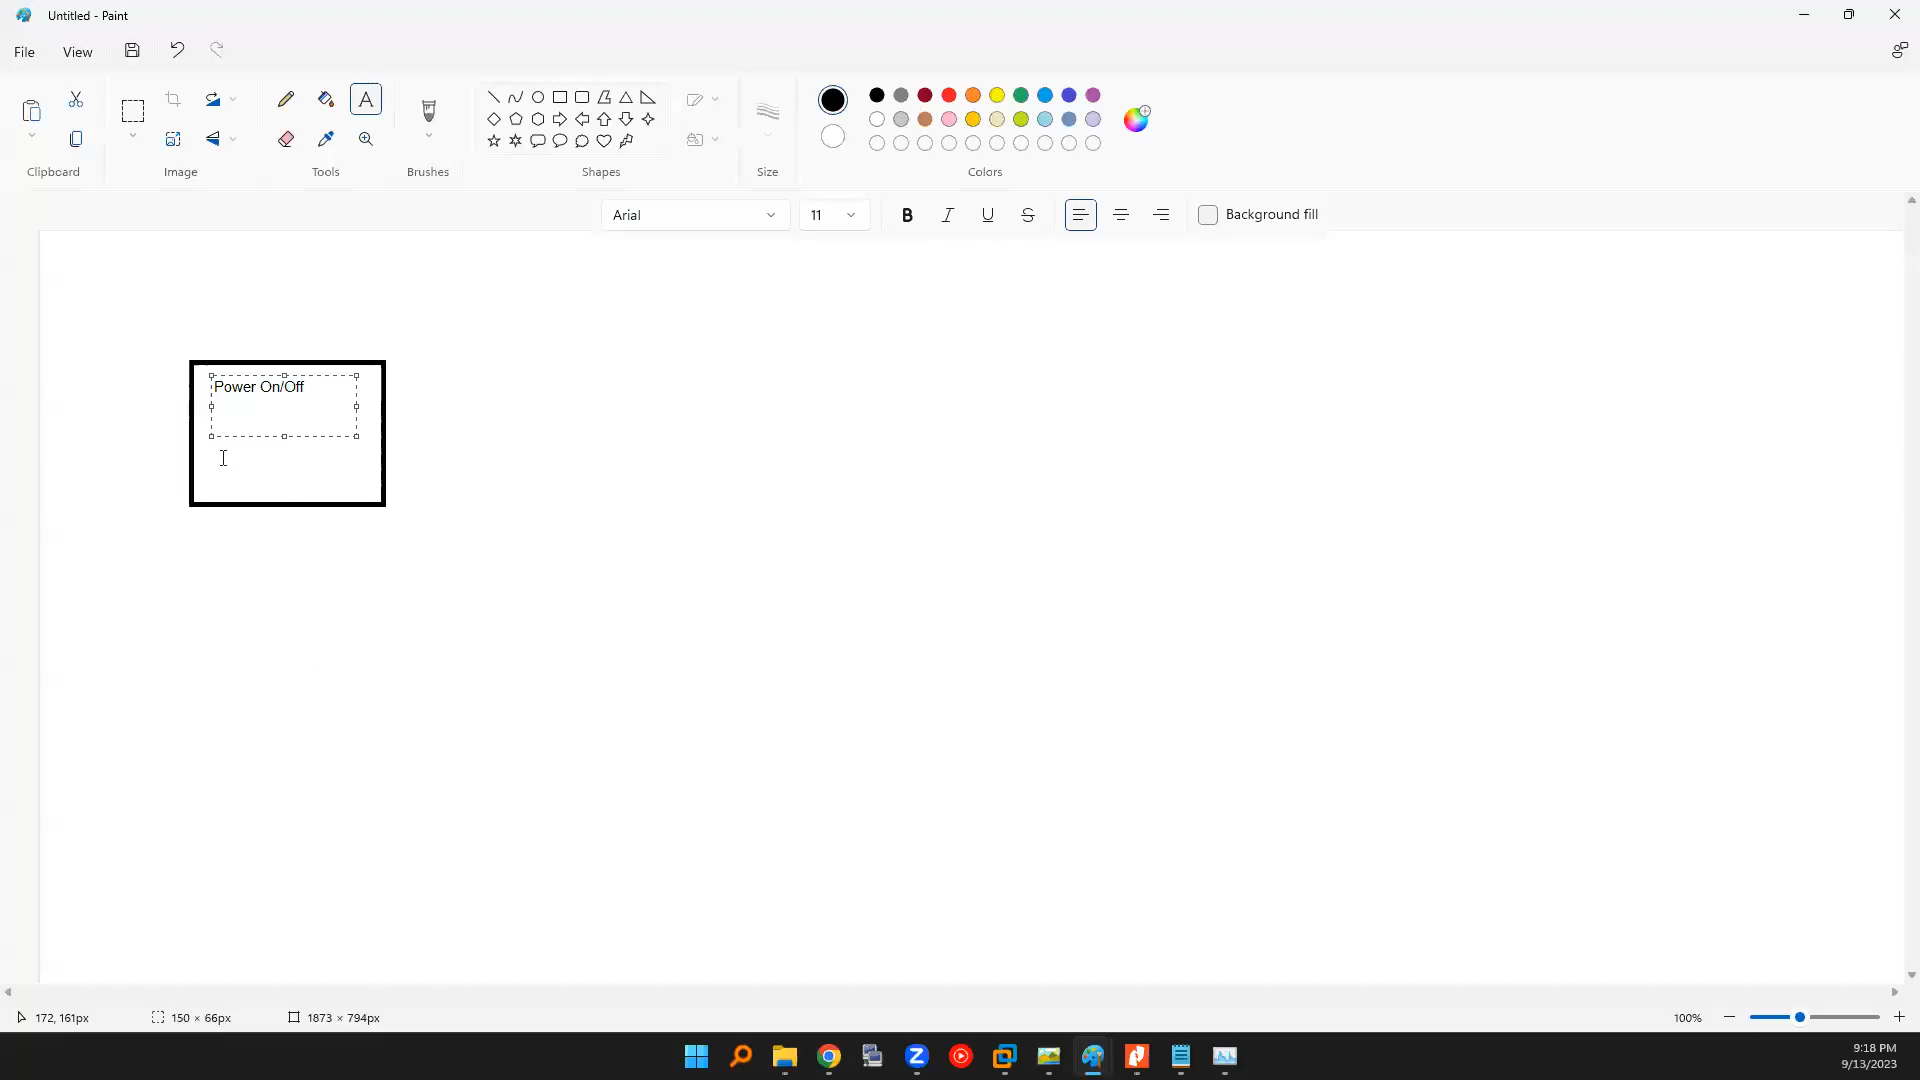 Untitled - Paint
File View
Clipboard
Image
Tools
Brushes
Shapes
Size
Colors
Arial
11
B I U S
Background fill
Power On/Off
172, 161px
150 × 66px
1873 × 794px
100%
9:18 PM
9/13/2023